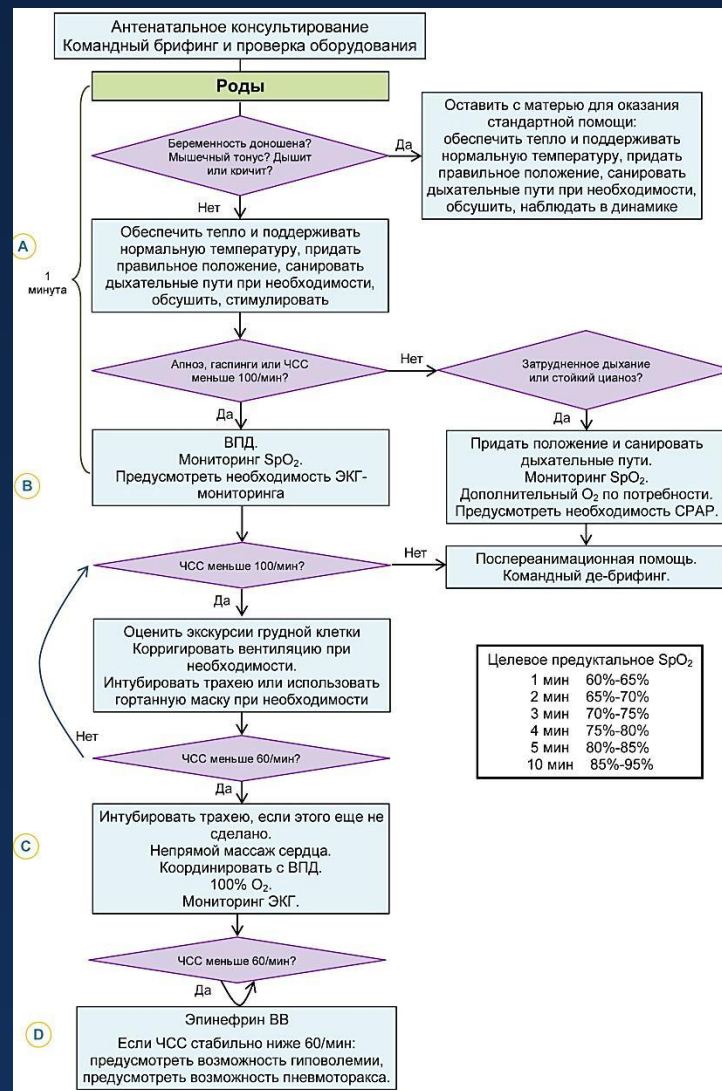 Антенатальное консультирование
Командный брифинг и проверка оборудования
Роды
Беременность доношена?
Мышечный тонус? Дышит
или кричит?
Да
Оставить с матерью для оказания
стандартной помощи:
обеспечить тепло и поддерживать
нормальную температуру, придать
правильное положение, санировать
дыхательные пути при необходимости,
обсушить, наблюдать в динамике
Нет
A
1
минута
Обеспечить тепло и поддерживать
нормальную температуру, придать
правильное положение, санировать
дыхательные пути при необходимости,
обсушить, стимулировать
Апноэ, гаспинги или ЧСС
меньше 100/мин?
Нет
Затрудненное дыхание
или стойкий цианоз?
Да
Да
B
ВПД.
Мониторинг SpO₂.
Предусмотреть необходимость ЭКГ-
мониторинга
Придать положение и санировать
дыхательные пути.
Мониторинг SpO₂.
Дополнительный O₂ по потребности.
Предусмотреть необходимость CPAP.
ЧСС меньше 100/мин?
Нет
Послереанимационная помощь.
Командный де-брифинг.
Да
Оценить экскурсии грудной клетки
Корригировать вентиляцию при
необходимости.
Интубировать трахею или использовать
гортанную маску при необходимости
Целевое предуктальное SpO₂
1 мин 60%-65%
2 мин 65%-70%
3 мин 70%-75%
4 мин 75%-80%
5 мин 80%-85%
10 мин 85%-95%
Нет
ЧСС меньше 60/мин?
Да
C
Интубировать трахею, если этого еще не
сделано.
Непрямой массаж сердца.
Координировать с ВПД.
100% O₂.
Мониторинг ЭКГ.
ЧСС меньше 60/мин?
Да
D
Эпинефрин ВВ
Если ЧСС стабильно ниже 60/мин:
предусмотреть возможность гиповолемии,
предусмотреть возможность пневмоторакса.